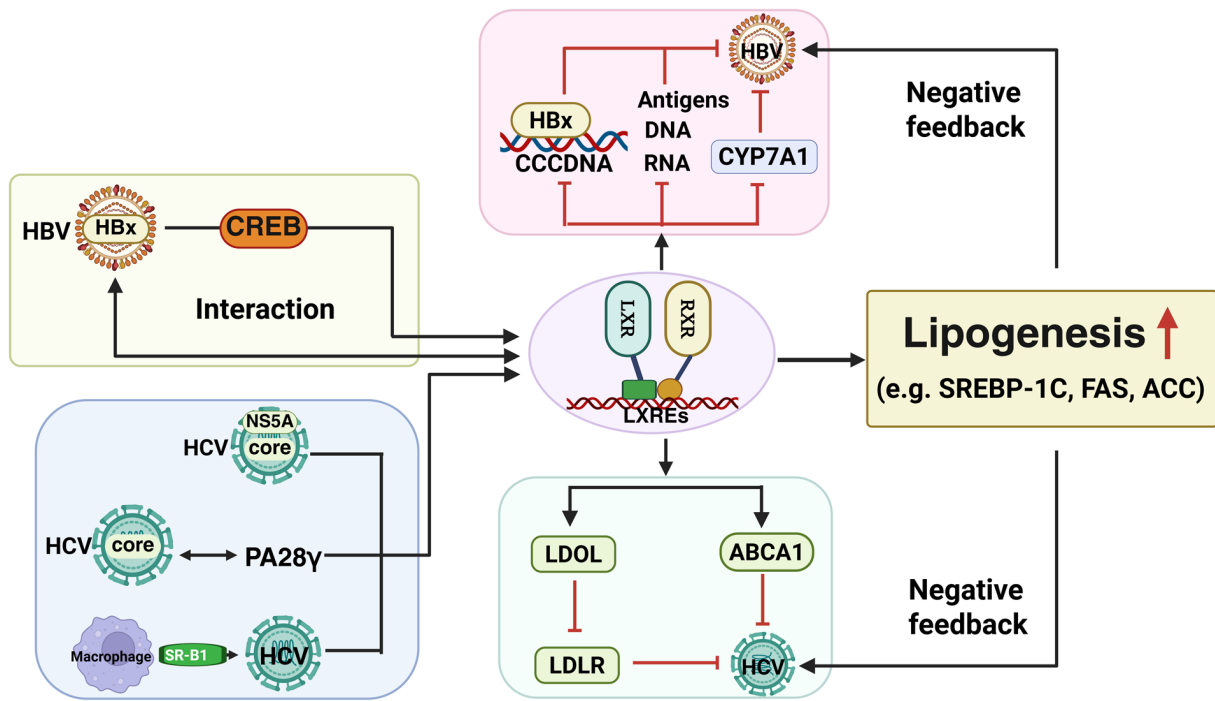 HBV
Negative
feedback
HBx
CCCDNA
Antigens
DNA
RNA
CYP7A1
HBV
HBx
CREB
Interaction
LXR
RXR
LXREs
Lipogenesis
(e.g. SREBP-1C, FAS, ACC)
NS5A
HCV
core
HCV
core
PA28γ
Macrophage
SR-B1
HCV
LDOL
ABCA1
LDLR
HCV
Negative
feedback